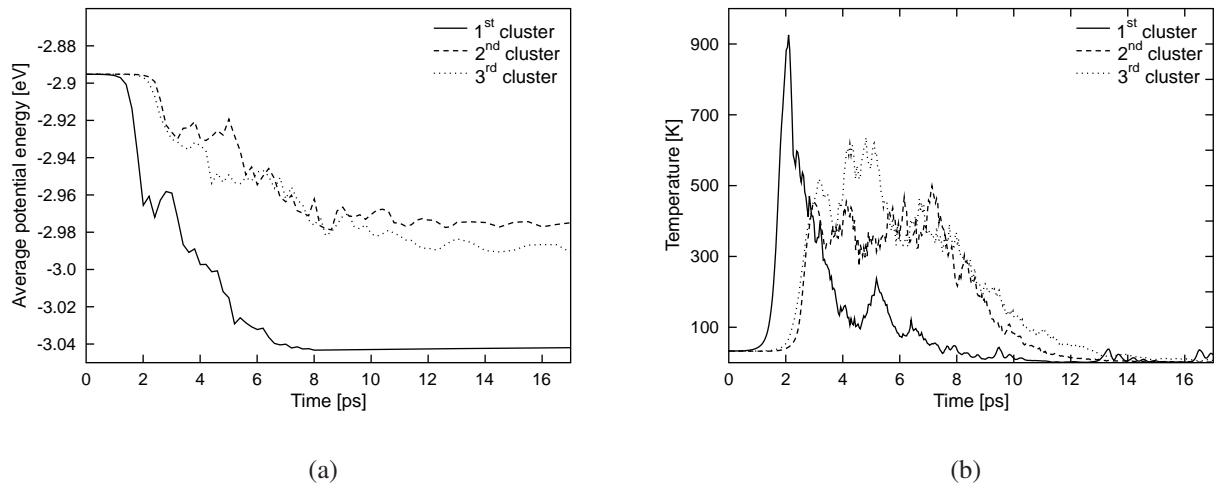 Average potential energy [eV]
-2.88
-2.9
-2.92
-2.94
-2.96
-2.98
-3.0
-3.02
-3.04
0 2 4 6 8 10 12 14 16
Time [ps]
1st cluster
2nd cluster
3rd cluster
(a)
Temperature [K]
900
700
500
300
100
0 2 4 6 8 10 12 14 16
Time [ps]
1st cluster
2nd cluster
3rd cluster
(b)